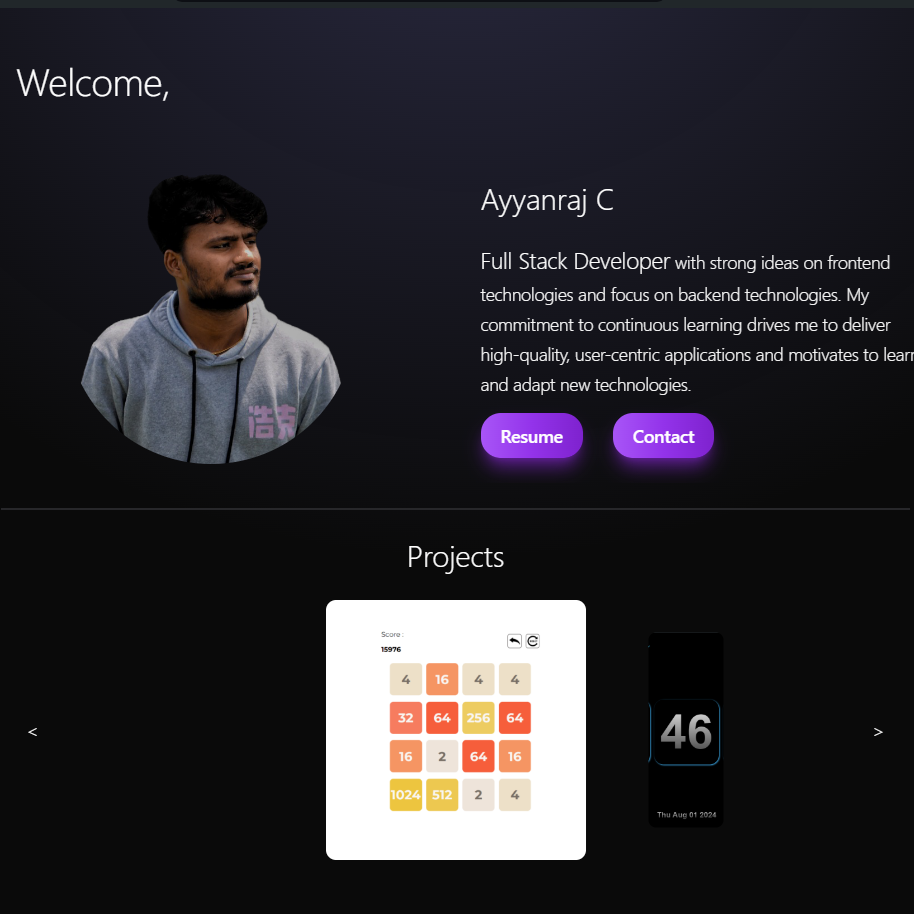 Welcome,
Ayyanraj C
Full Stack Developer with strong ideas on frontend
technologies and focus on backend technologies. My
commitment to continuous learning drives me to deliver
high-quality, user-centric applications and motivates to lear
and adapt new technologies.
浩克
Resume Contact
Projects
Score :
15976
4 16 4 4
32 64 256 64
16 2 64 16
1024 512 2 4
< >
46
Thu Aug 01 2024